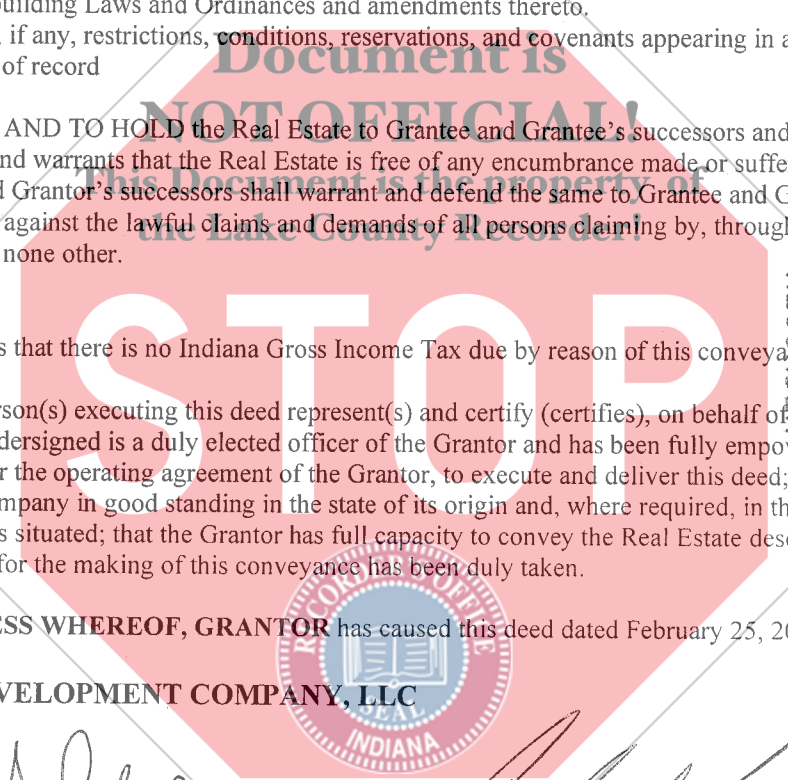 uilding Laws and Ordinances and amendments thereto.
, if any, restrictions, conditions, reservations, and covenants appearing in a
of record
Document is
NOT OFFICIAL!
This Document is the property of
the Lake County Recorder!
AND TO HOLD the Real Estate to Grantee and Grantee's successors and
nd warrants that the Real Estate is free of any encumbrance made or suffe
d Grantor's successors shall warrant and defend the same to Grantee and G
against the lawful claims and demands of all persons claiming by, through
none other.
STOP
s that there is no Indiana Gross Income Tax due by reason of this conveya
rson(s) executing this deed represent(s) and certify (certifies), on behalf of
dersigned is a duly elected officer of the Grantor and has been fully empov
r the operating agreement of the Grantor, to execute and deliver this deed;
mpany in good standing in the state of its origin and, where required, in th
s situated; that the Grantor has full capacity to convey the Real Estate desc
for the making of this conveyance has been duly taken.
RECORDER'S OFFICE
SEAL
INDIANA
ESS WHEREOF, GRANTOR has caused this deed dated February 25, 20
VELOPMENT COMPANY, LLC